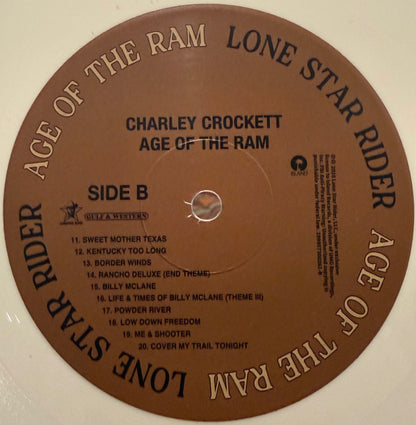 AGE OF THE RAM
LONE STAR RIDER
AGE OF THE RAM
LONE STAR RIDER
CHARLEY CROCKETT
AGE OF THE RAM
SIDE B
GULF & WESTERN
ISLAND
11. SWEET MOTHER TEXAS
12. KENTUCKY TOO LONG
13. BORDER WINDS
14. RANCHO DELUXE (END THEME)
15. BILLY MCLANE
16. LIFE & TIMES OF BILLY MCLANE (THEME III)
17. POWDER RIVER
18. LOW DOWN FREEDOM
19. ME & SHOOTER
20. COVER MY TRAIL TONIGHT